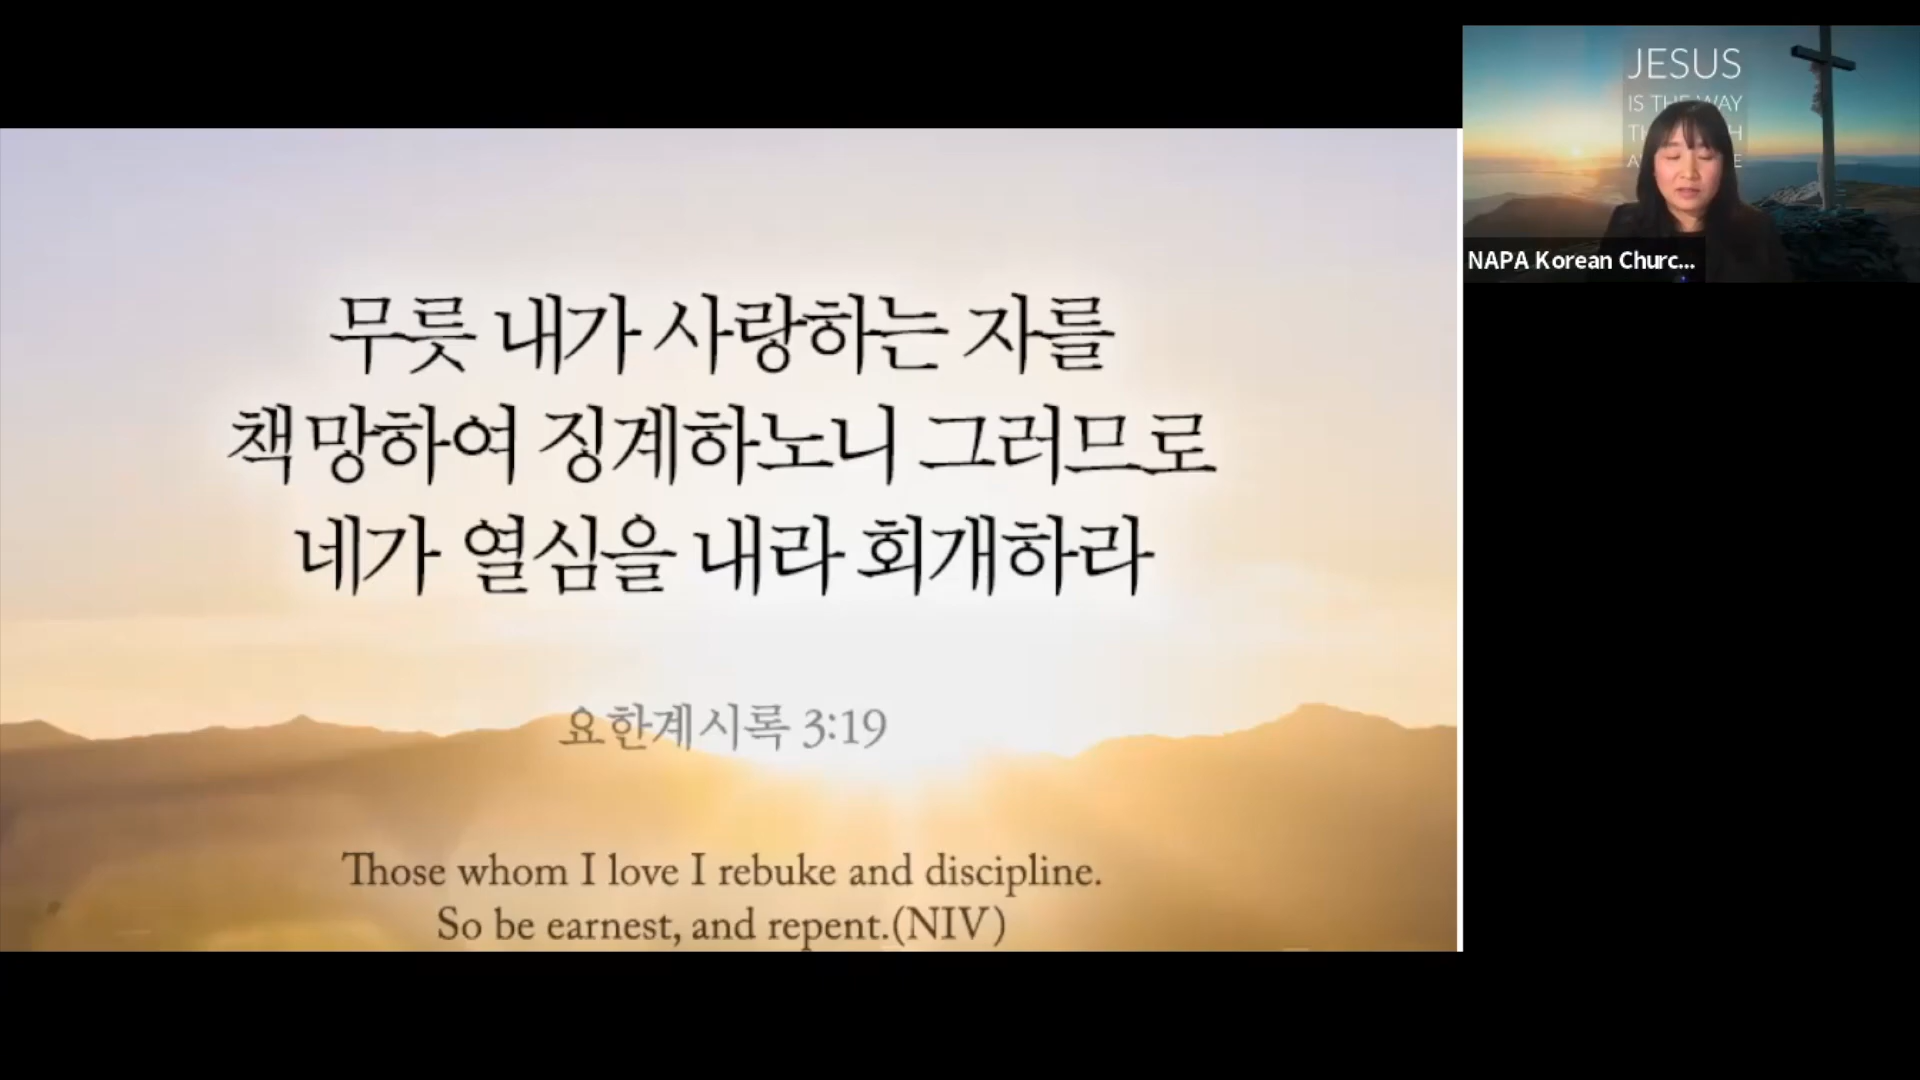 무릇 내가 사랑하는 자를
책망하여 징계하노니 그러므로
네가 열심을 내라 회개하라
요한계시록 3:19
Those whom I love I rebuke and discipline.
So be earnest, and repent.(NIV)
JESUS
IS THE WAY
NAPA Korean Churc...